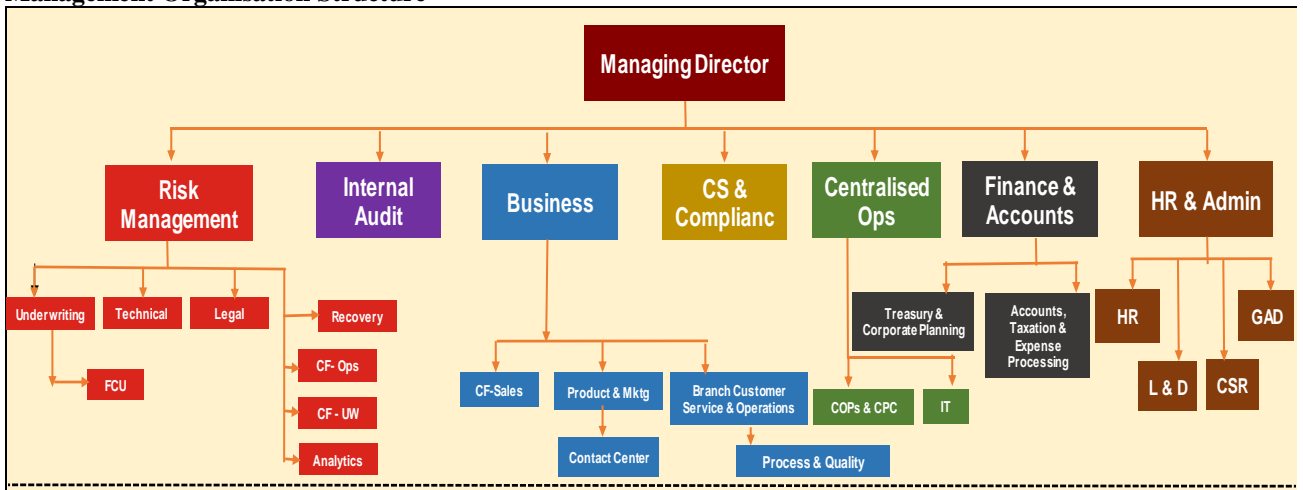 Management Organisation Structure
Managing Director
Risk
Management
Internal
Audit
Business
CS &
Complianc
Centralised
Ops
Finance &
Accounts
HR & Admin
Underwriting
Technical
Legal
Recovery
FCU
CF- Ops
CF - UW
Analytics
CF-Sales
Product & Mktg
Branch Customer
Service & Operations
Contact Center
Process & Quality
Treasury &
Corporate Planning
Accounts,
Taxation &
Expense
Processing
COPs & CPC
IT
HR
GAD
L & D
CSR